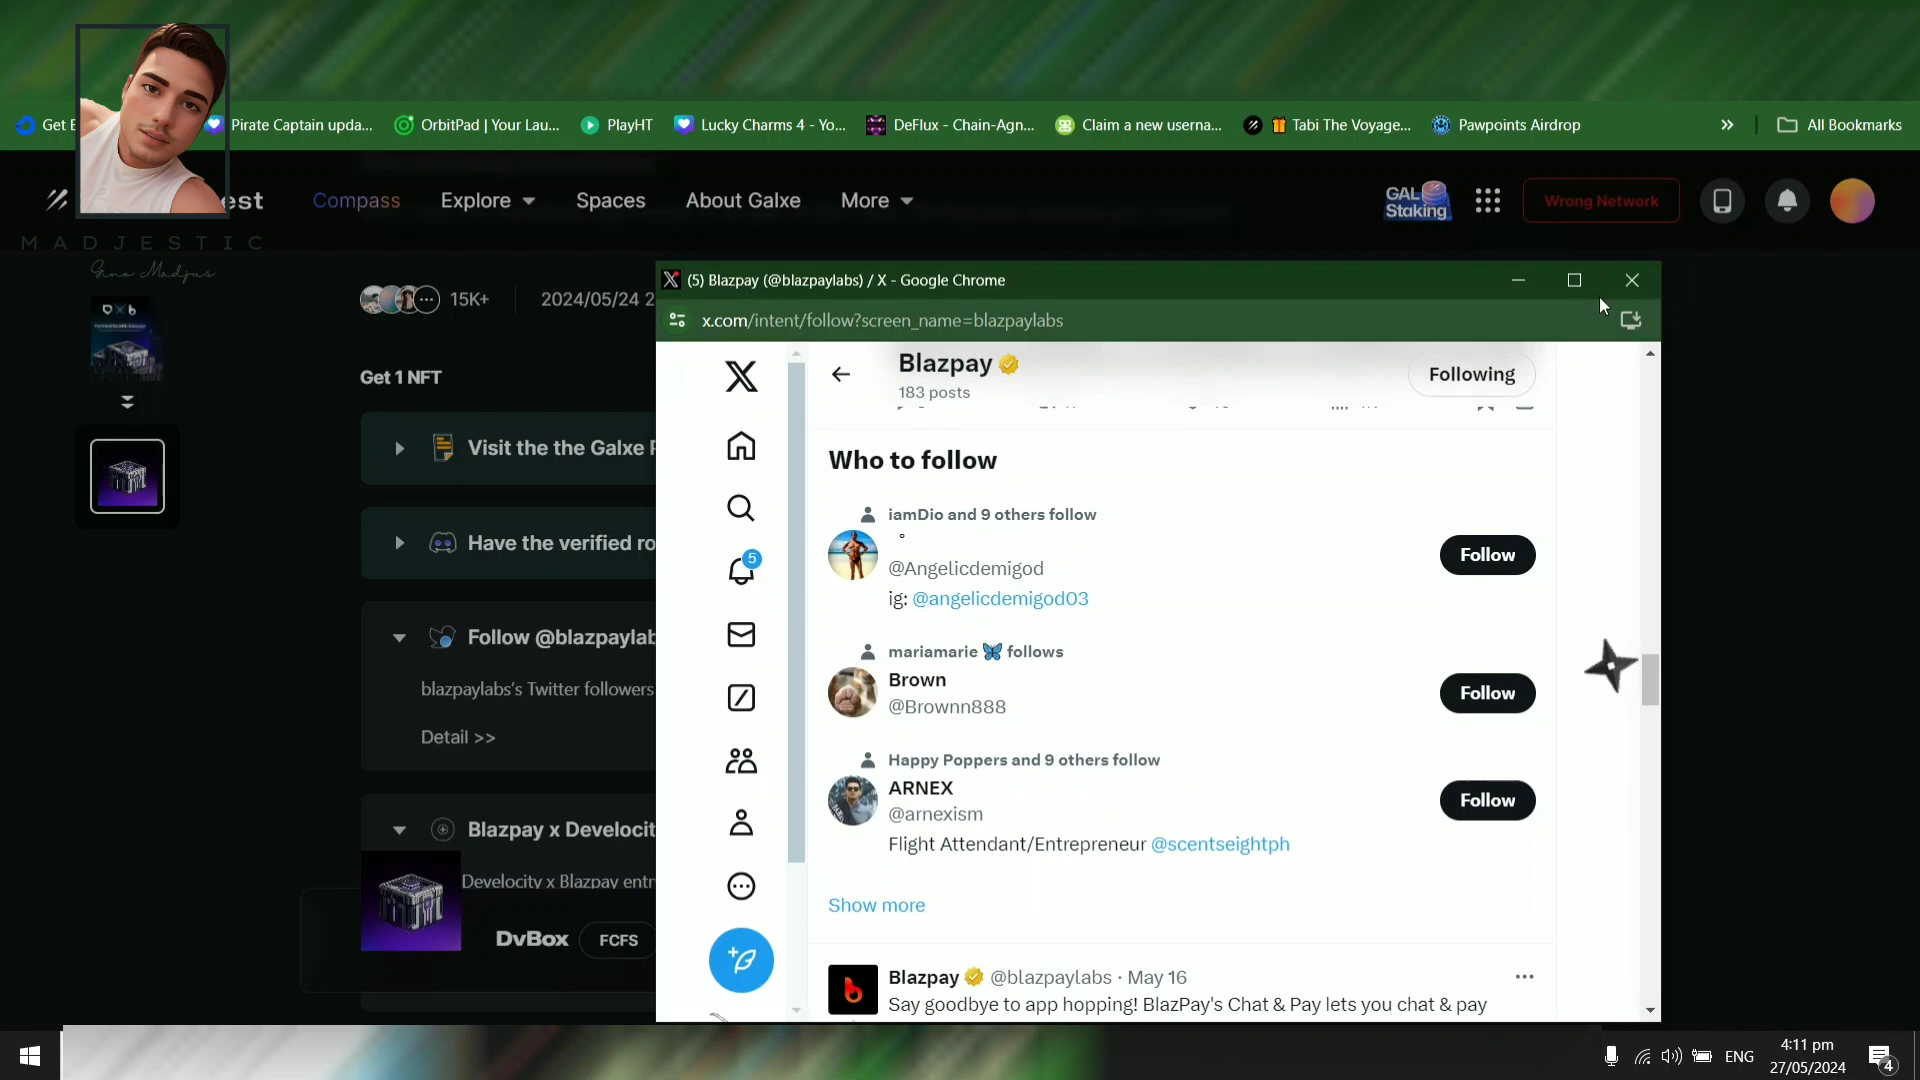 Get
Pirate Captain upda...
OrbitPad | Your Lau...
PlayHT
Lucky Charms 4 - Yo...
DeFlux - Chain-Agn...
Claim a new userna...
Tabi The Voyage...
Pawpoints Airdrop
All Bookmarks
est
Compass
Explore
Spaces
About Galxe
More
GAL
Staking
Wrong Network
MADJESTIC
Gino Madjus
15K+
2024/05/24 2
Get 1 NFT
Visit the the Galxe
Have the verified ro
Follow @blazpaylab
blazpaylabs's Twitter followers
Detail >>
Blazpay x Develocit
Develocity x Blazpay entr
DvBox
FCFS
(5) Blazpay (@blazpaylabs) / X - Google Chrome
x.com/intent/follow?screen_name=blazpaylabs
Blazpay
183 posts
Following
Who to follow
iamDio and 9 others follow
@Angelicdemigod
ig: @angelicdemigod03
Follow
mariamarie 🦋 follows
Brown
@Brownn888
Follow
Happy Poppers and 9 others follow
ARNEX
@arnexism
Flight Attendant/Entrepreneur @scentseightph
Follow
Show more
5
Blazpay @blazpaylabs · May 16
Say goodbye to app hopping! BlazPay's Chat & Pay lets you chat & pay
ENG
4:11 pm
27/05/2024
4